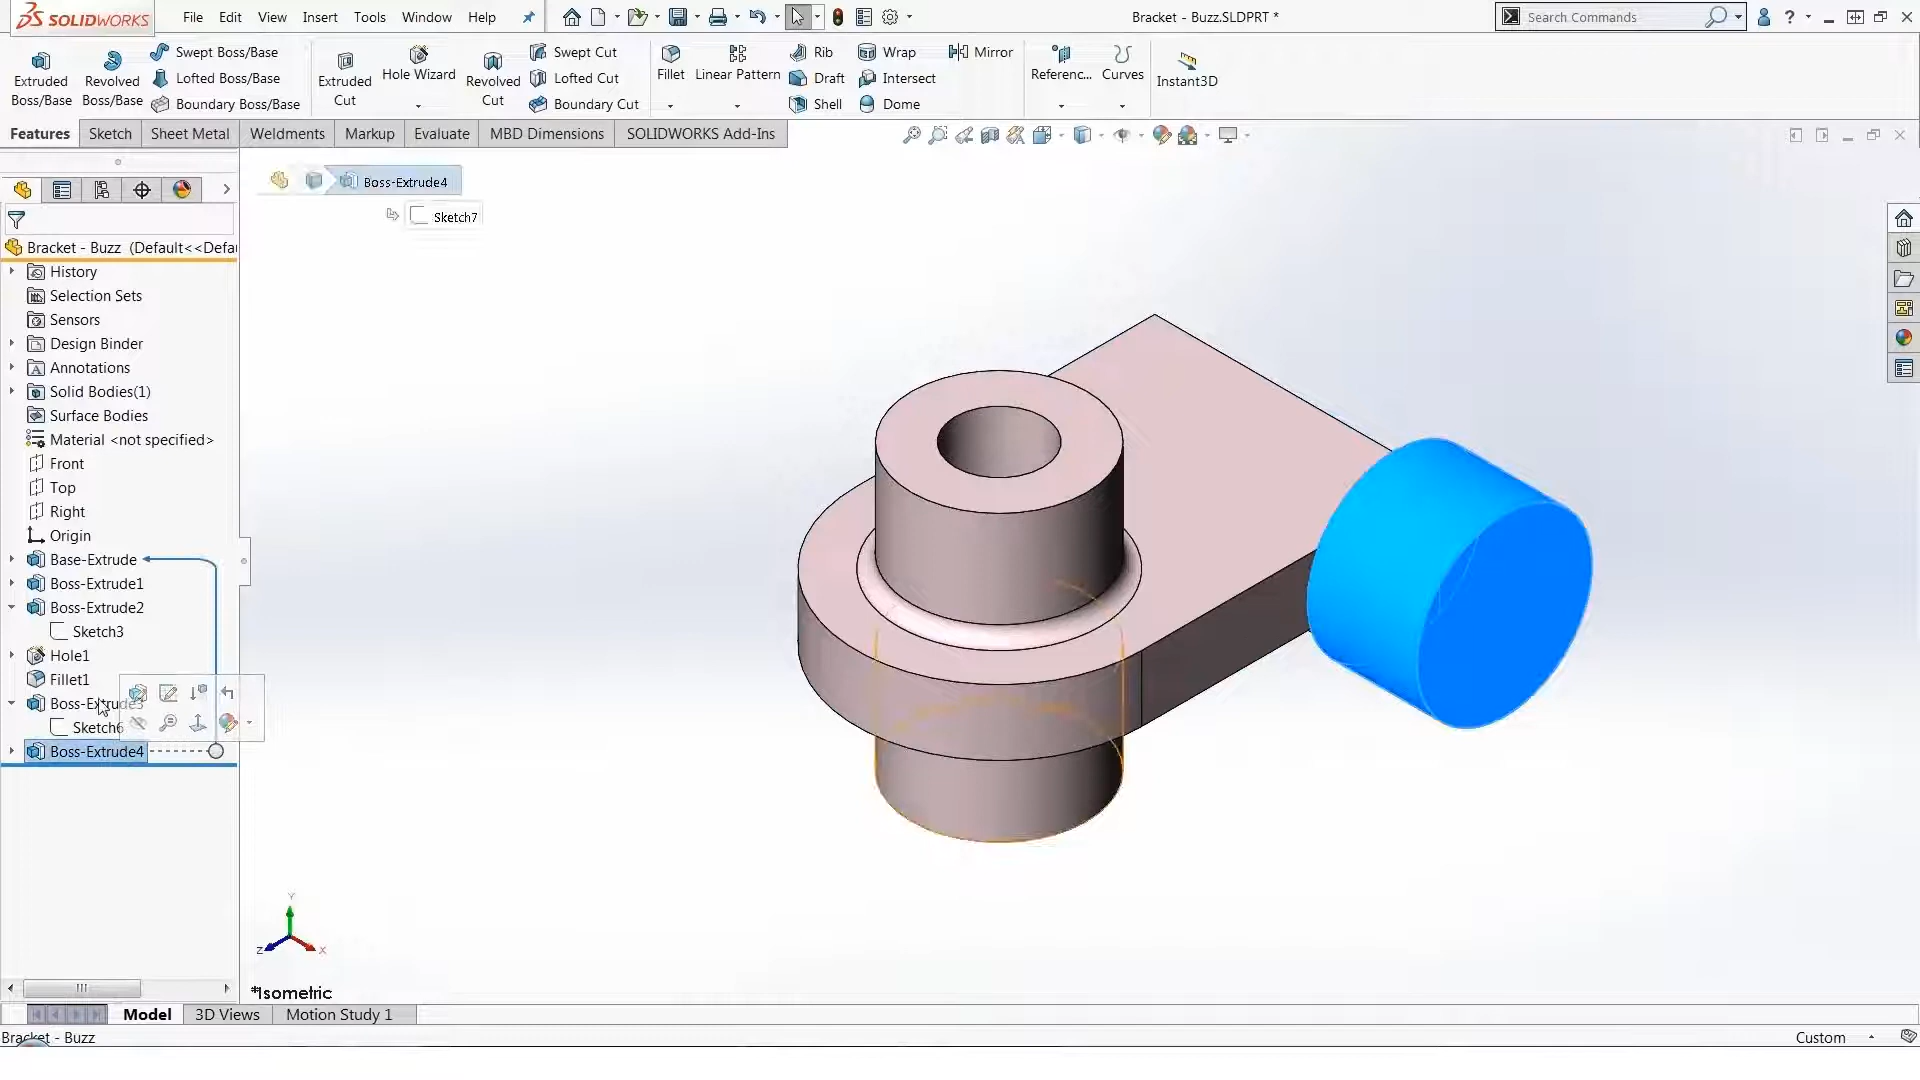 SOLIDWORKS
File Edit View Insert Tools Window Help
Bracket - Buzz.SLDPRT *
Search Commands
Extruded Boss/Base
Revolved Boss/Base
Swept Boss/Base
Lofted Boss/Base
Boundary Boss/Base
Extruded Cut
Hole Wizard
Revolved Cut
Swept Cut
Lofted Cut
Boundary Cut
Fillet
Linear Pattern
Rib
Draft
Shell
Wrap
Intersect
Dome
Mirror
Referenc...
Curves
Instant3D
Features Sketch Sheet Metal Weldments Markup Evaluate MBD Dimensions SOLIDWORKS Add-Ins
Boss-Extrude4
Sketch7
Bracket - Buzz (Default<<Defau
History
Selection Sets
Sensors
Design Binder
Annotations
Solid Bodies(1)
Surface Bodies
Material <not specified>
Front
Top
Right
Origin
Base-Extrude
Boss-Extrude1
Boss-Extrude2
Sketch3
Hole1
Fillet1
Boss-Extrude3
Sketch6
Boss-Extrude4
Y
Z
X
*Isometric
Model 3D Views Motion Study 1
Bracket - Buzz
Custom